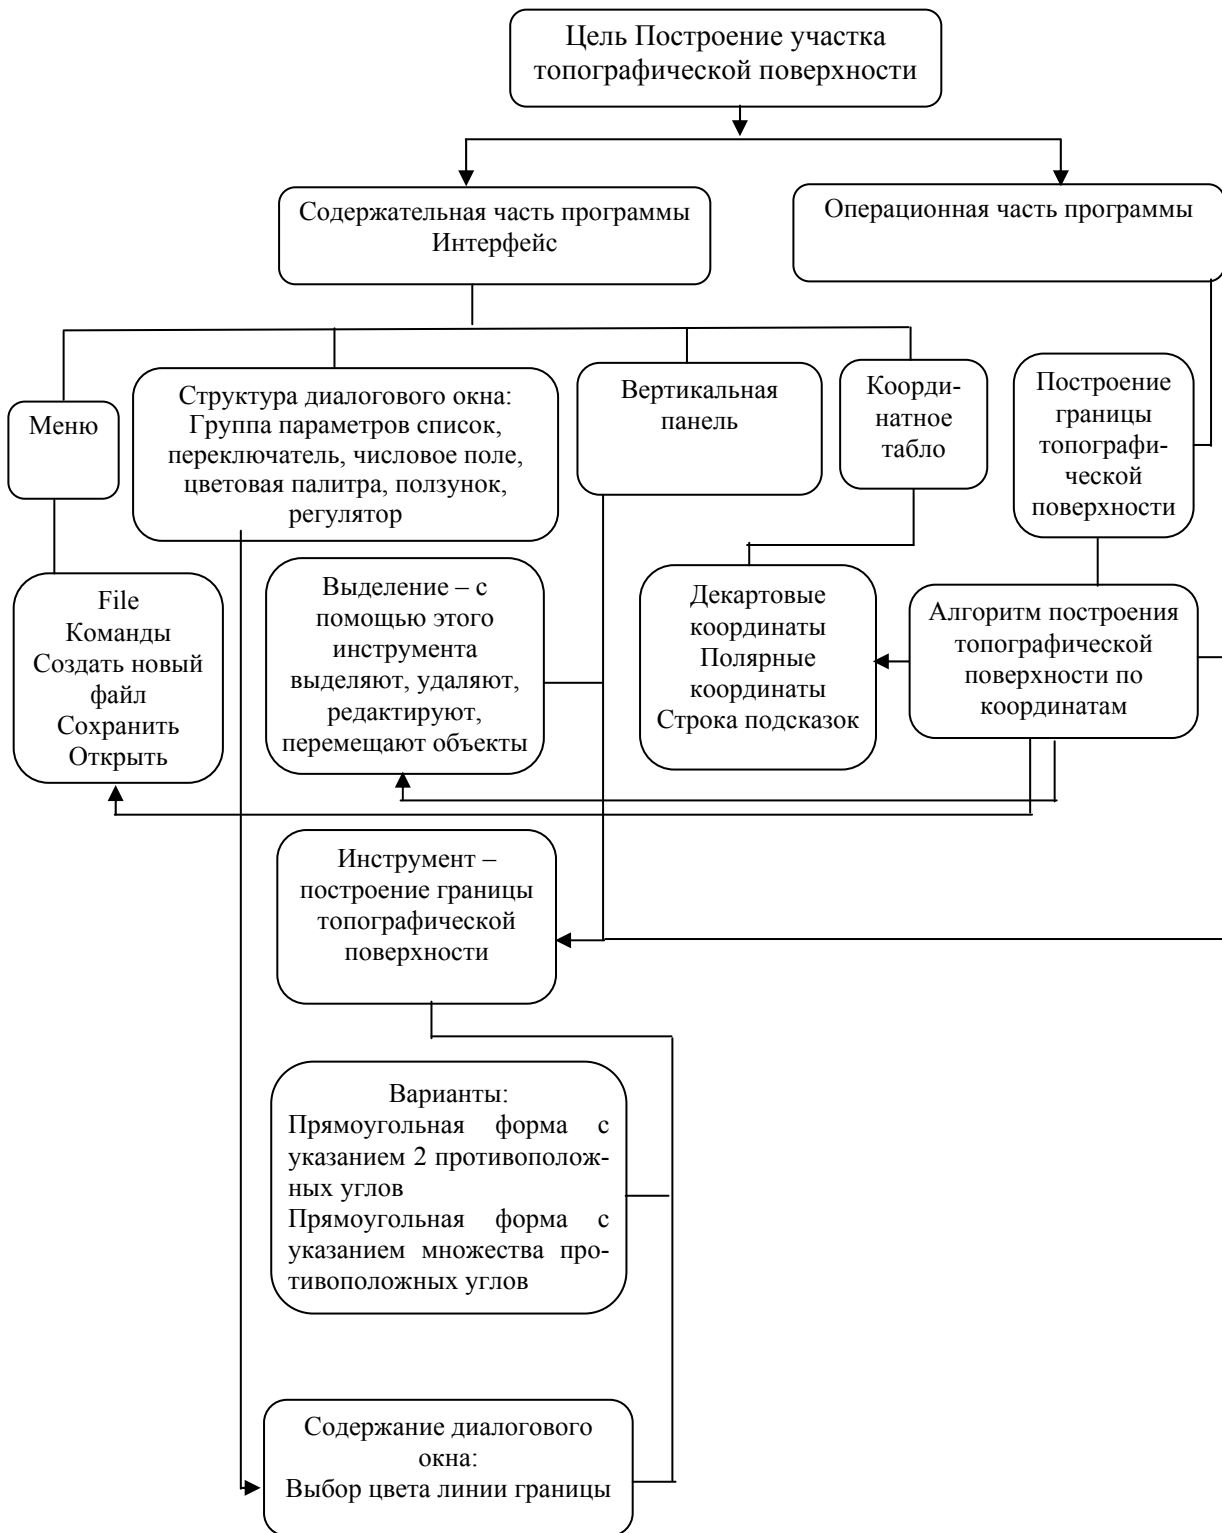 Цель Построение участка
топографической поверхности
Содержательная часть программы
Интерфейс
Операционная часть программы
Меню
Структура диалогового окна:
Группа параметров список,
переключатель, числовое поле,
цветовая палитра, ползунок,
регулятор
Вертикальная
панель
Коорди-
натное
табло
Построение
границы
топографи-
ческой
поверхности
File
Команды
Создать новый
файл
Сохранить
Открыть
Выделение – с
помощью этого
инструмента
выделяют, удаляют,
редактируют,
перемещают объекты
Декартовые
координаты
Полярные
координаты
Строка подсказок
Алгоритм построения
топографической
поверхности по
координатам
Инструмент –
построение границы
топографической
поверхности
Варианты:
Прямоугольная форма с
указанием 2 противополож-
ных углов
Прямоугольная форма с
указанием множества про-
тивоположных углов
Содержание диалогового
окна:
Выбор цвета линии границы